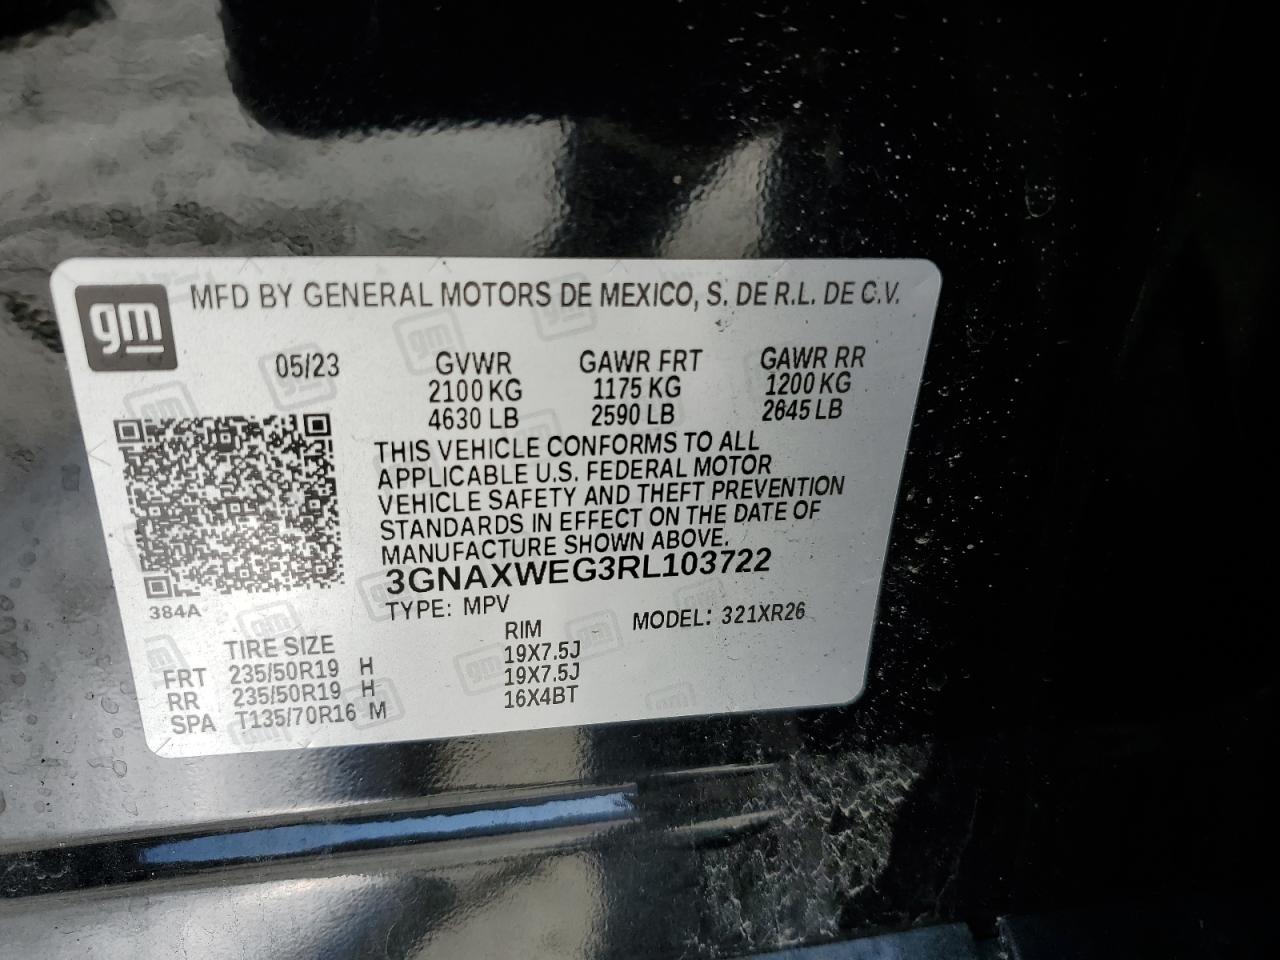 gm
MFD BY GENERAL MOTORS DE MEXICO, S. DE R.L. DE C.V.
05/23 GVWR GAWR FRT GAWR RR
2100 KG 1175 KG 1200 KG
4630 LB 2590 LB 2645 LB
THIS VEHICLE CONFORMS TO ALL
APPLICABLE U.S. FEDERAL MOTOR
VEHICLE SAFETY AND THEFT PREVENTION
STANDARDS IN EFFECT ON THE DATE OF
MANUFACTURE SHOWN ABOVE.
3GNAXWEG3RL103722
384A
TYPE: MPV MODEL: 321XR26
TIRE SIZE RIM
FRT 235/50R19 H 19X7.5J
RR 235/50R19 H 19X7.5J
SPA T135/70R16 M 16X4BT